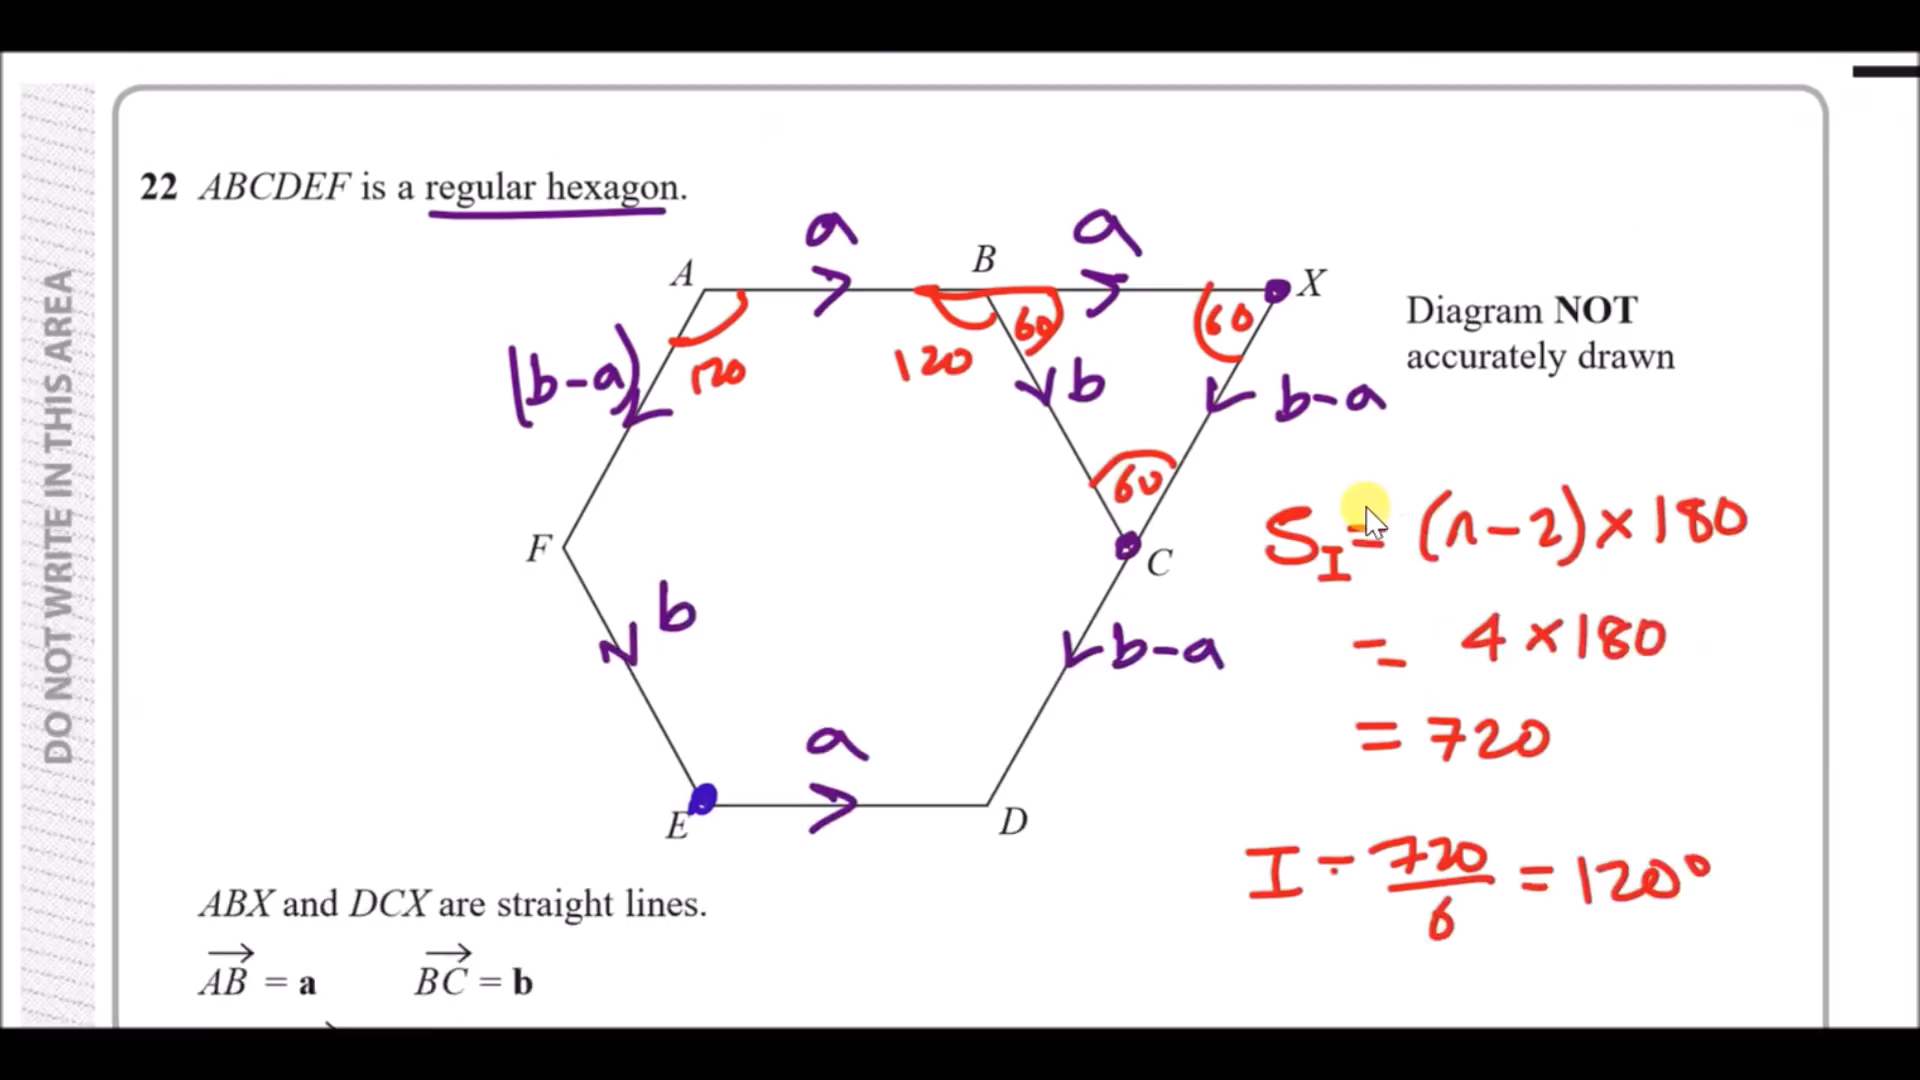 DO NOT WRITE IN THIS AREA
22 ABCDEF is a regular hexagon.
a
a
A
B
X
Diagram NOT
accurately drawn
60
60
120
120
(b-a)
b
b-a
60
F
C
S_I = (n-2)×180
b
b-a
= 4×180
= 720
a
E
D
I = 720/6 = 120°
ABX and DCX are straight lines.
AB = a BC = b